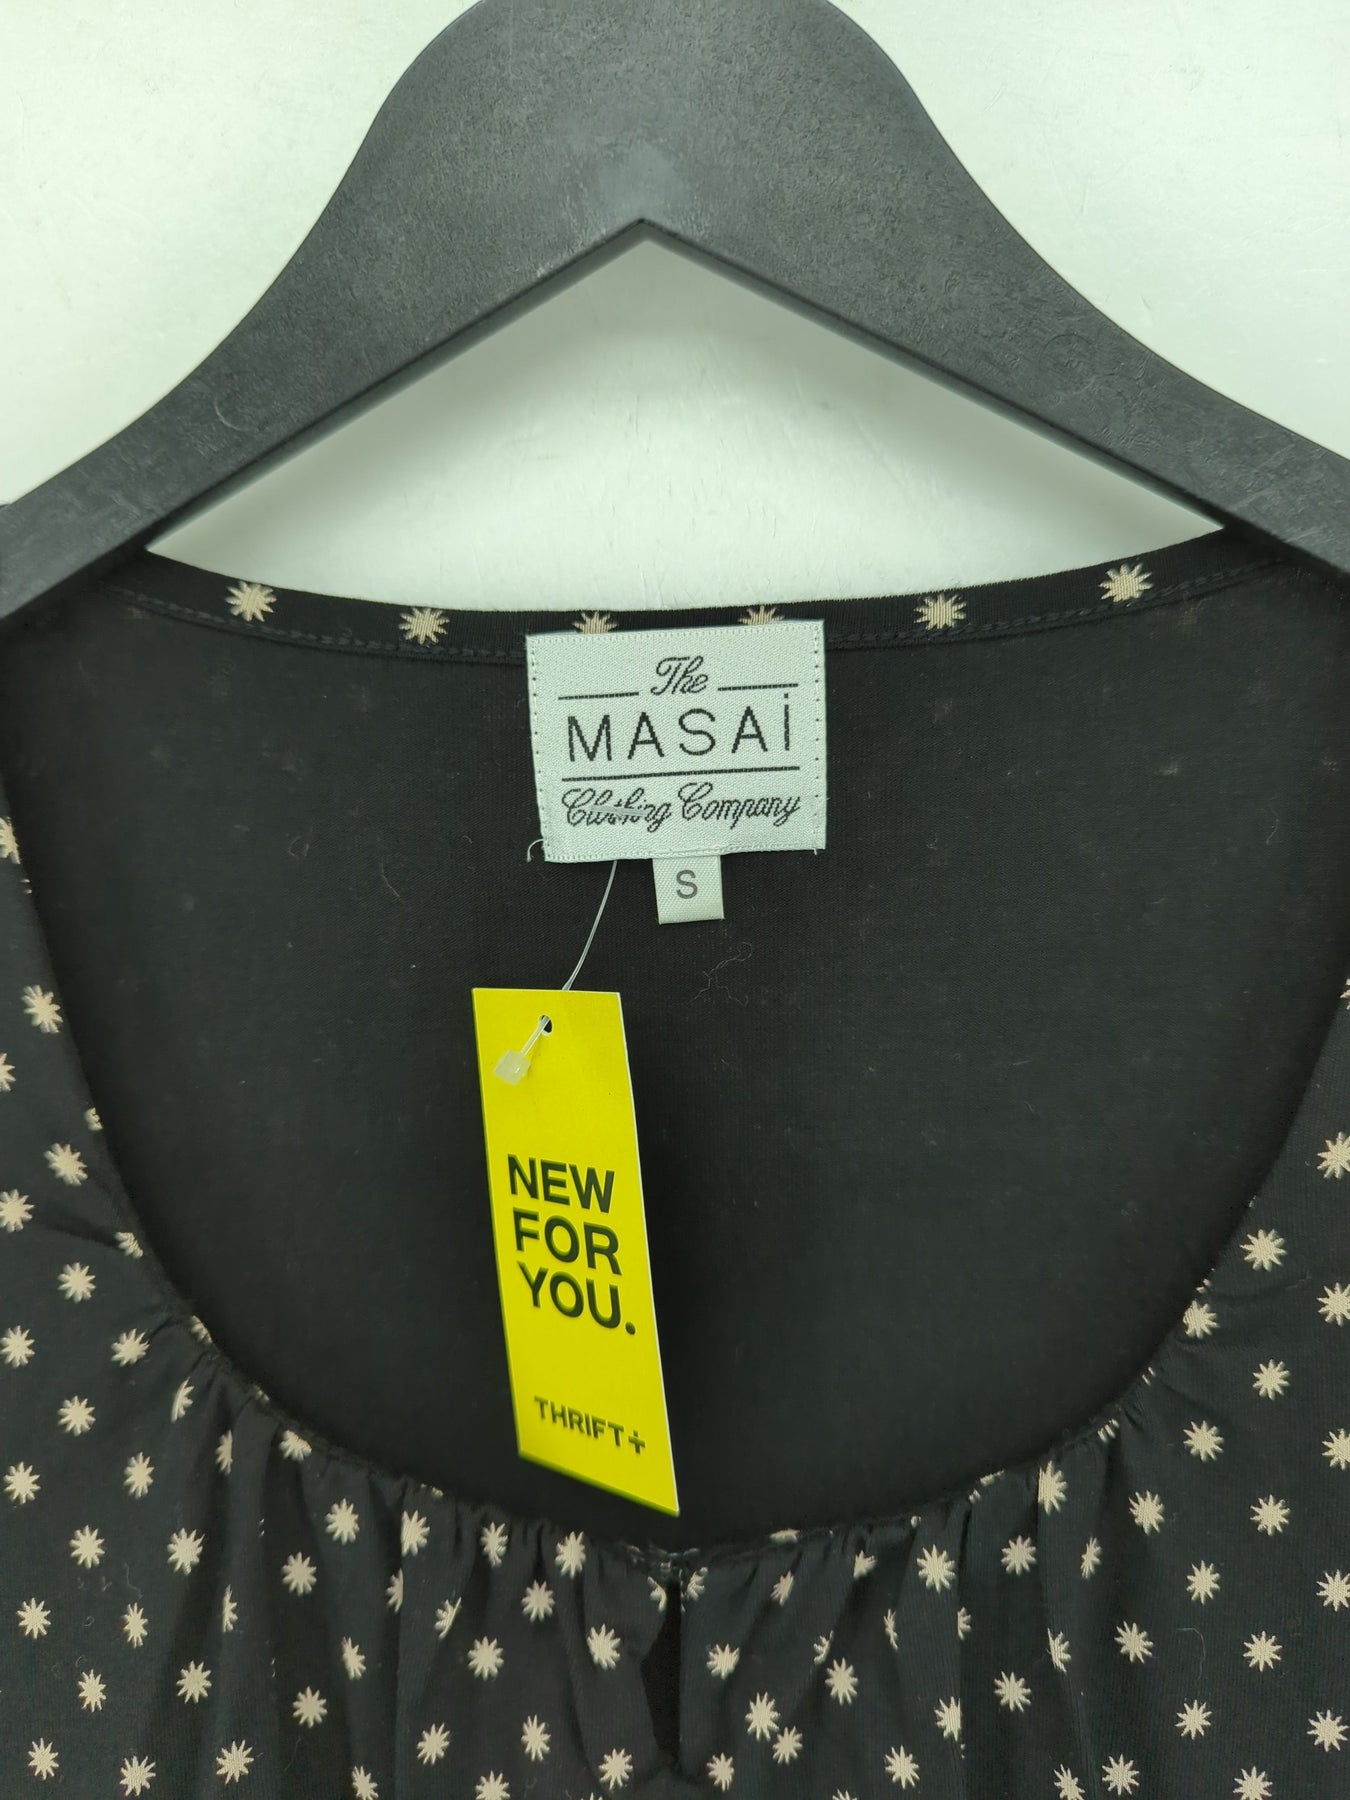 The
MASAi
Clothing Company
S
NEW
FOR
YOU.
THRIFT+